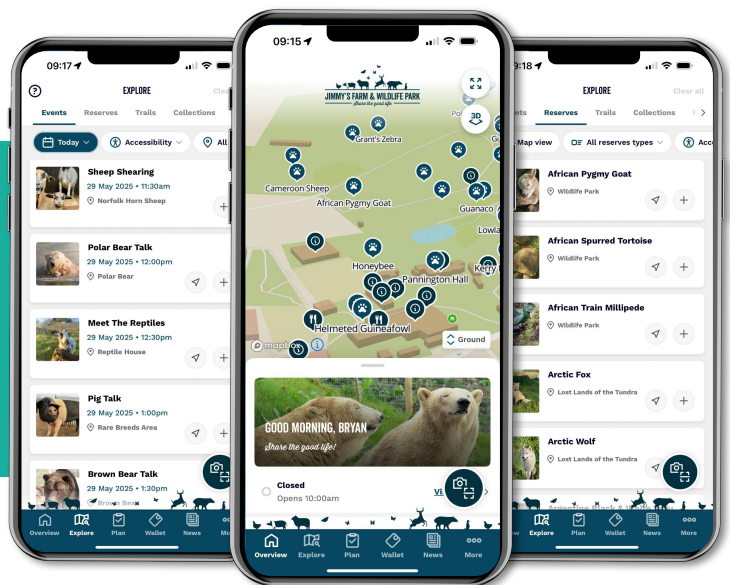 09:17
EXPLORE
Events Reserves Trails Collections
Today
Accessibility
All
Sheep Shearing
29 May 2025 • 11:30am
Norfolk Horn Sheep
Polar Bear Talk
29 May 2025 • 12:00pm
Polar Bear
Meet The Reptiles
29 May 2025 • 12:30pm
Reptile House
Pig Talk
29 May 2025 • 1:00pm
Rare Breeds Area
Brown Bear Talk
29 May 2025 • 1:30pm
Brown Bear
Overview Explore Plan Wallet News
09:15
JIMMY'S FARM & WILDLIFE PARK
Share the good life
3D
Grant's Zebra
Cameroon Sheep
African Pygmy Goat
Guanaco
Honeybee
Pannington Hall
Kerry
Helmeted Guineafowl
mapbox
Ground
GOOD MORNING, BRYAN
Share the good life!
Closed
Opens 10:00am
Overview Explore Plan Wallet News More
9:18
EXPLORE
Clear all
Reserves Trails Collections
Map view
All reserves types
African Pygmy Goat
Wildlife Park
African Spurred Tortoise
Wildlife Park
African Train Millipede
Wildlife Park
Arctic Fox
Lost Lands of the Tundra
Arctic Wolf
Lost Lands of the Tundra
Explore Plan Wallet News More